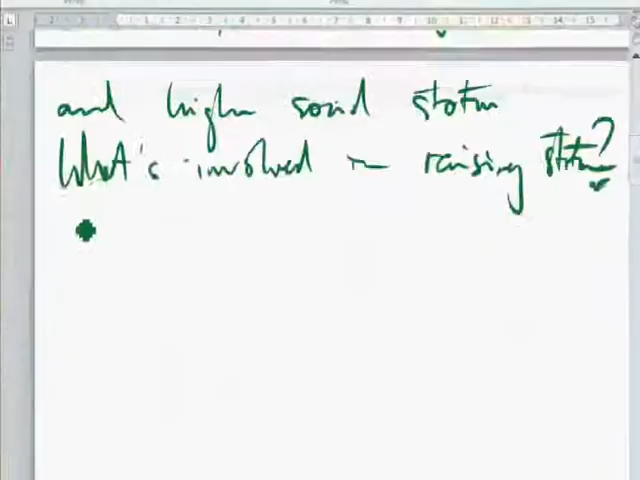 and higher social status
What's involved in raising status?